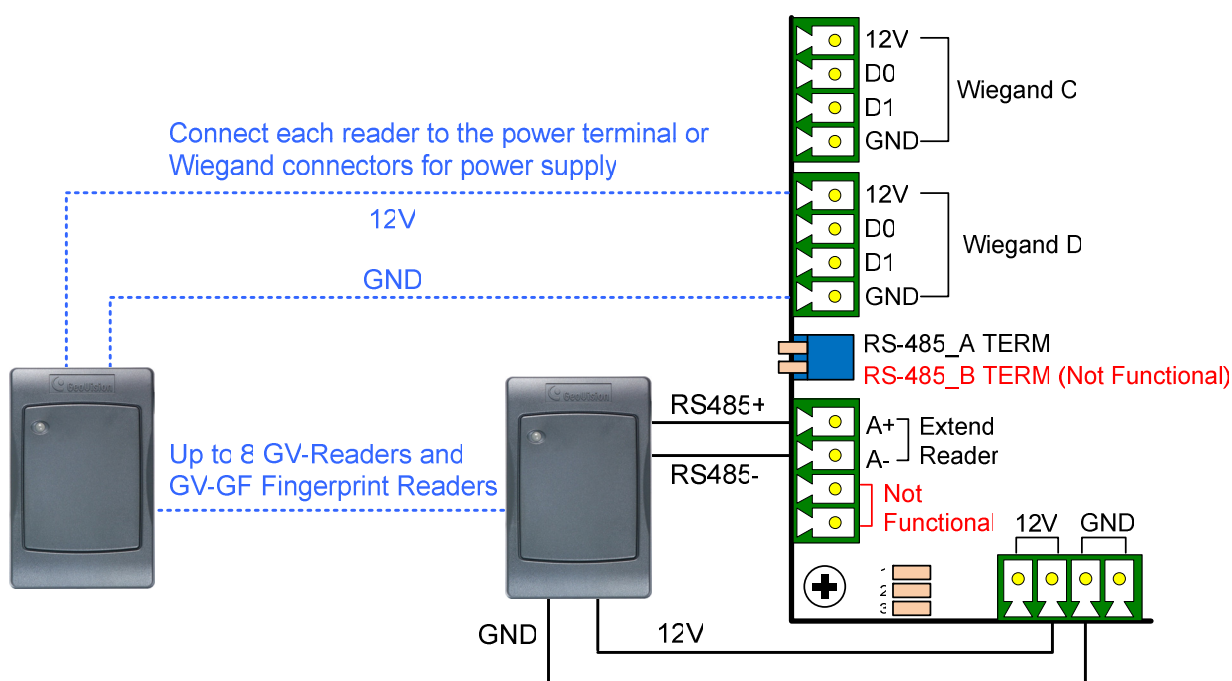 12V
D0
D1
GND
Wiegand C
Connect each reader to the power terminal or
Wiegand connectors for power supply
12V
GND
12V
D0
D1
GND
Wiegand D
RS-485_A TERM
RS-485_B TERM (Not Functional)
GeoVision
GeoVision
RS485+
RS485-
A+
A-
Extend
Reader
Not
Functional
Up to 8 GV-Readers and
GV-GF Fingerprint Readers
12V
GND
1
2
3
GND
12V